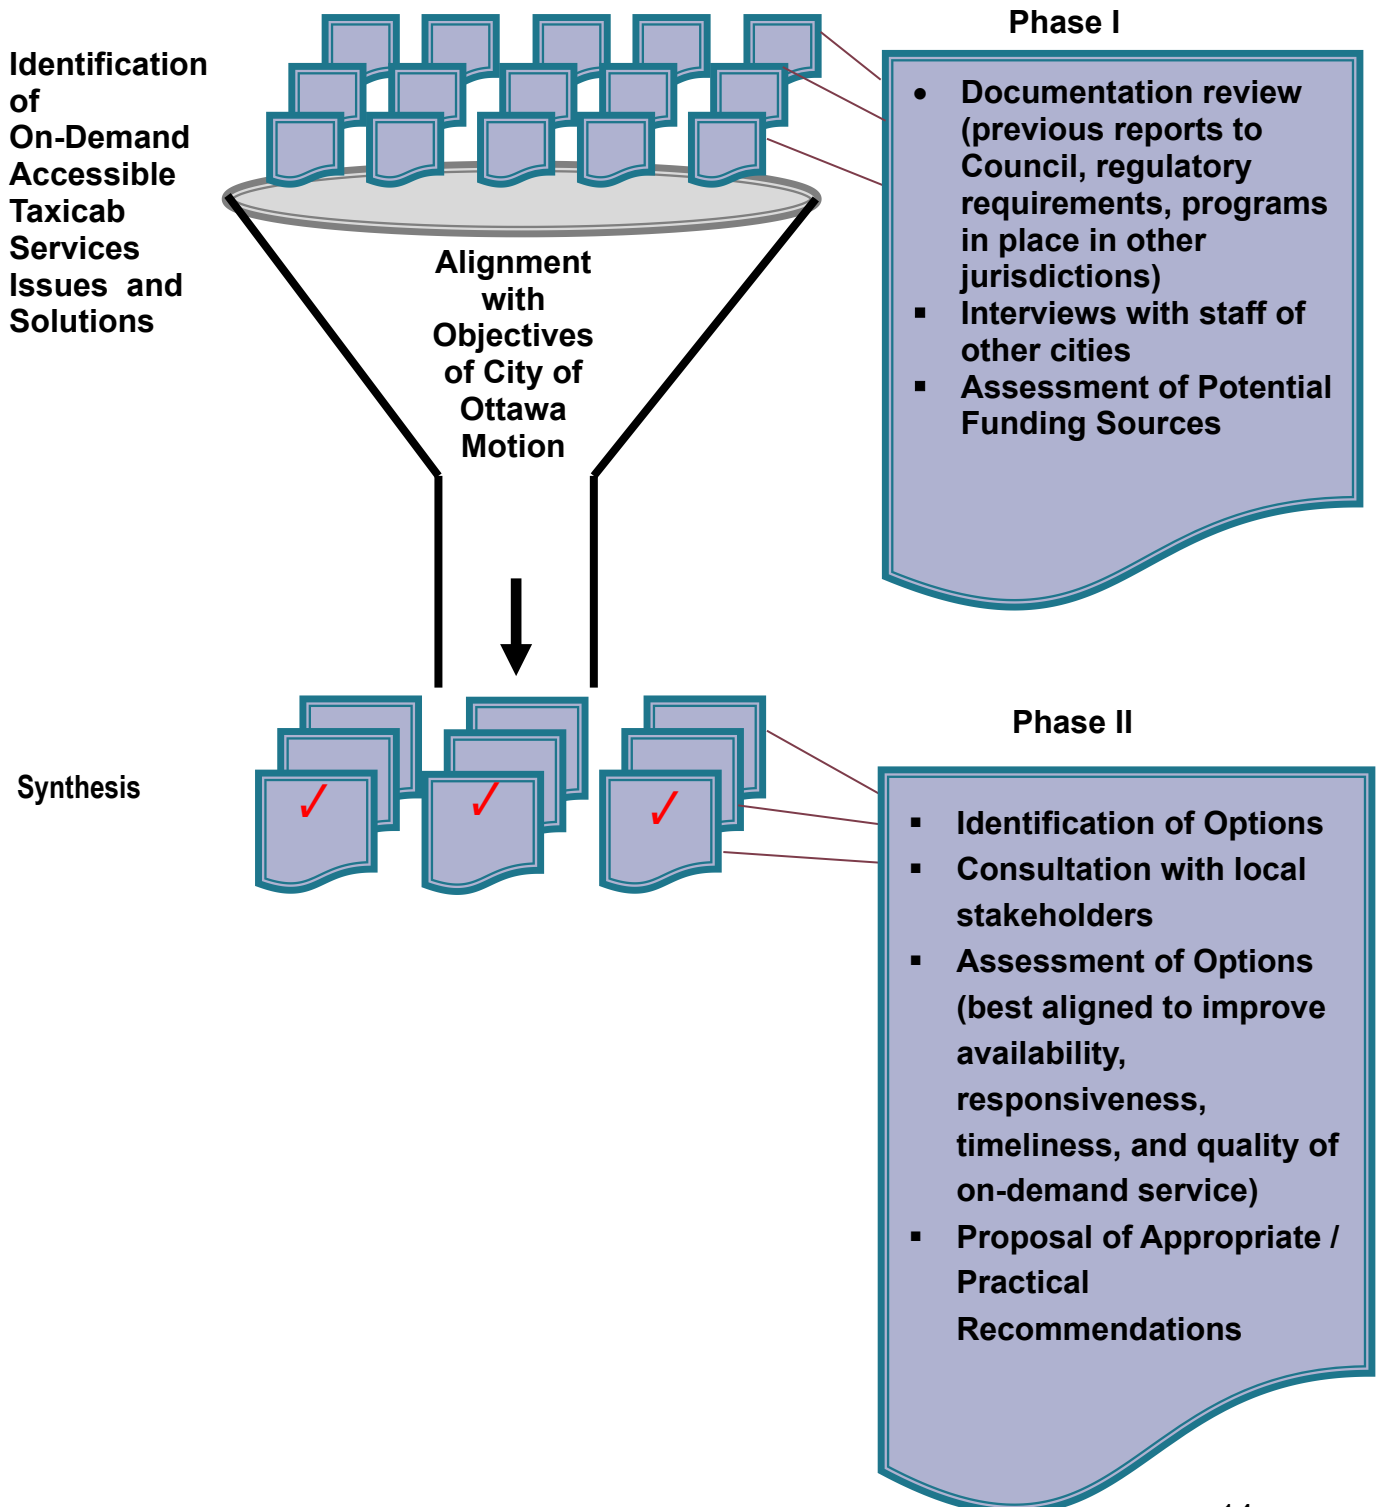 Phase I
Identification
of
On-Demand
Accessible
Taxicab
Services
Issues and
Solutions
Alignment
with
Objectives
of City of
Ottawa
Motion
• Documentation review
(previous reports to
Council, regulatory
requirements, programs
in place in other
jurisdictions)
▪ Interviews with staff of
other cities
▪ Assessment of Potential
Funding Sources
Phase II
Synthesis
✓
✓
✓
▪ Identification of Options
▪ Consultation with local
stakeholders
▪ Assessment of Options
(best aligned to improve
availability,
responsiveness,
timeliness, and quality of
on-demand service)
▪ Proposal of Appropriate /
Practical
Recommendations